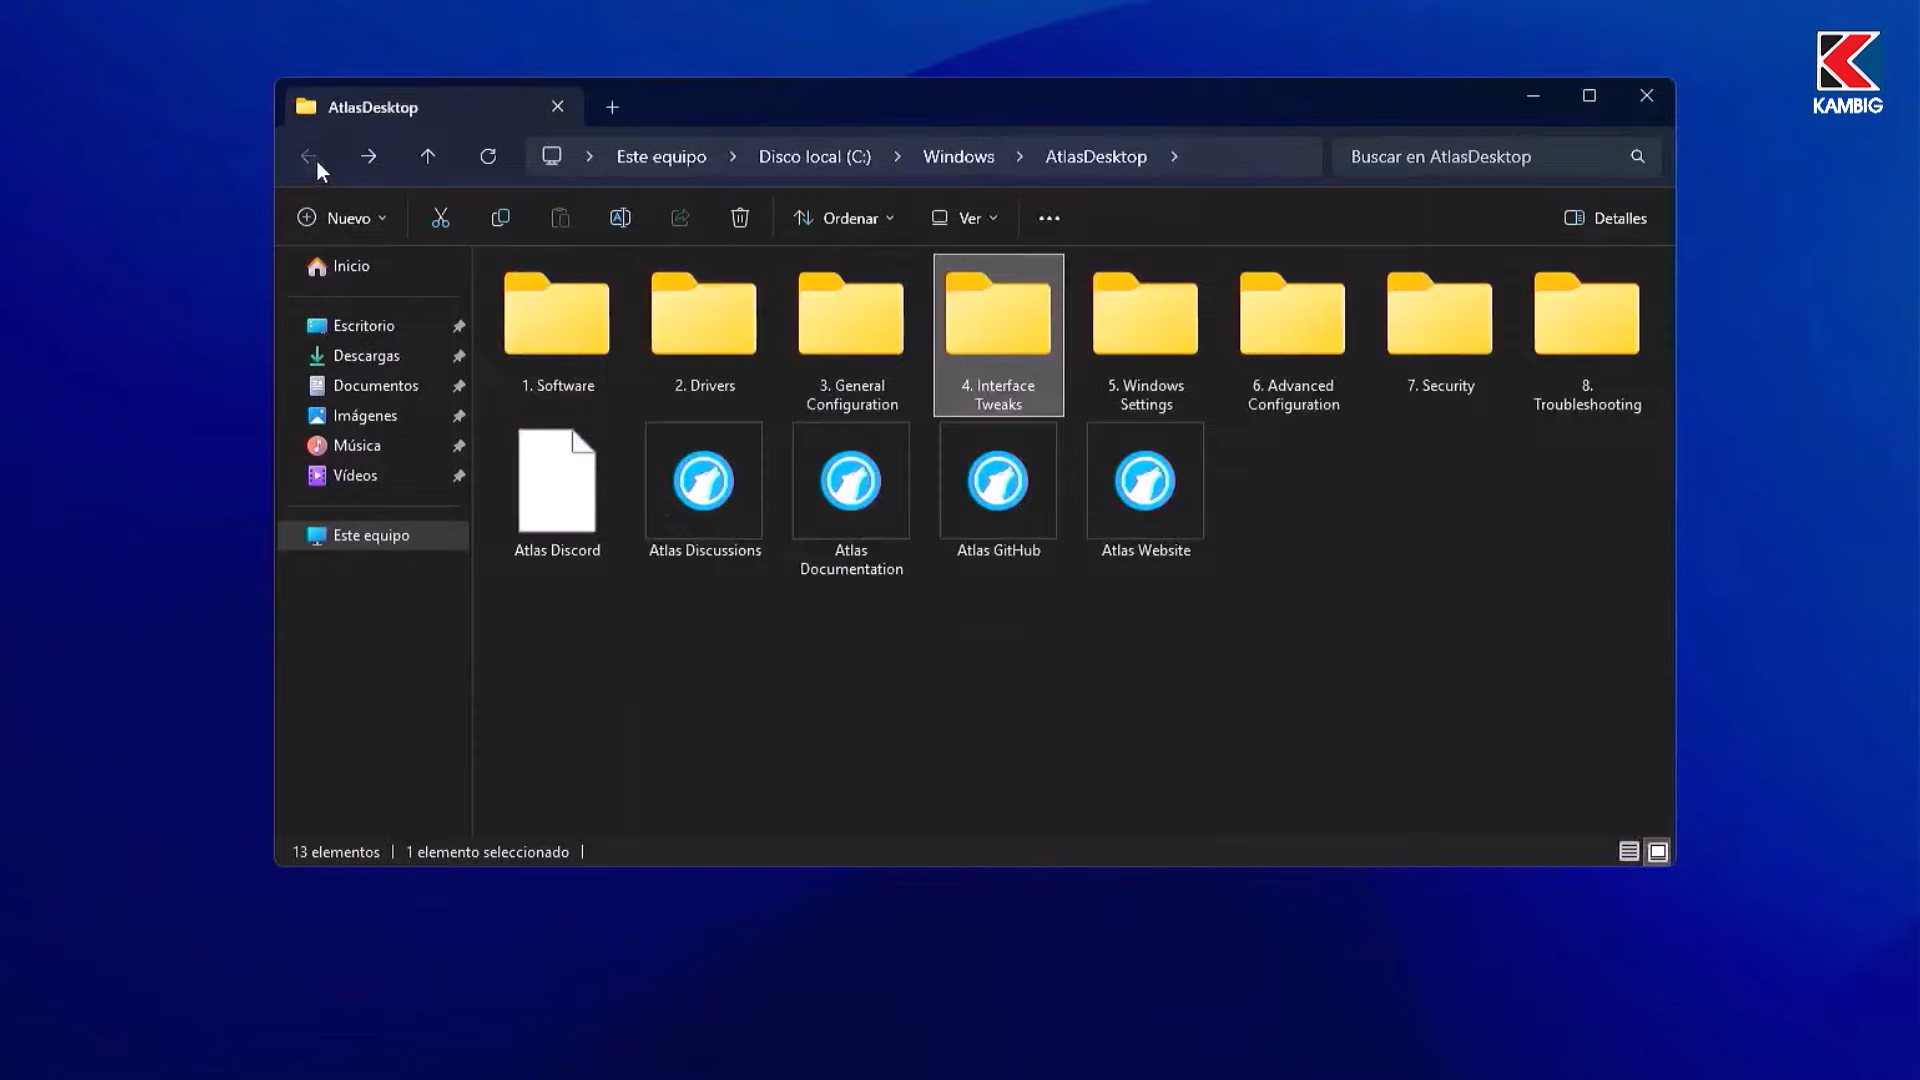 KAMBIG
AtlasDesktop
Este equipo
Disco local (C:)
Windows
AtlasDesktop
Buscar en AtlasDesktop
Nuevo
Ordenar
Ver
Detalles
Inicio
Escritorio
Descargas
Documentos
Imágenes
Música
Vídeos
Este equipo
1. Software
2. Drivers
3. General
Configuration
4. Interface
Tweaks
5. Windows
Settings
6. Advanced
Configuration
7. Security
8.
Troubleshooting
Atlas Discord
Atlas Discussions
Atlas
Documentation
Atlas GitHub
Atlas Website
13 elementos
1 elemento seleccionado